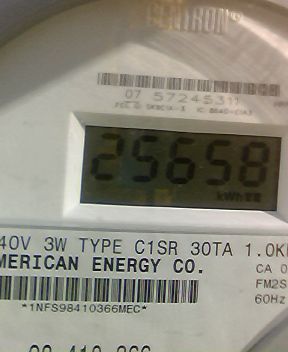 CENTRON®
07 57245311
25658
kWh
40V 3W TYPE C1SR 30TA 1.0K
MERICAN ENERGY CO.
CA 0
FM2S
60Hz
*1NFS98410366MEC*